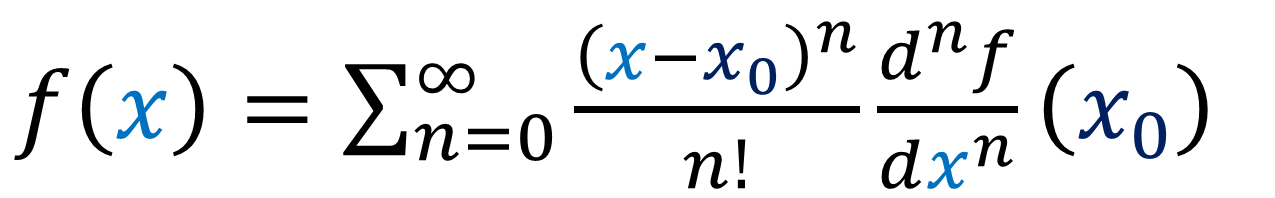 f(x) = ∑_{n=0}^{∞} \frac{(x−x_0)^n}{n!} \frac{d^n f}{dx^n} (x_0)